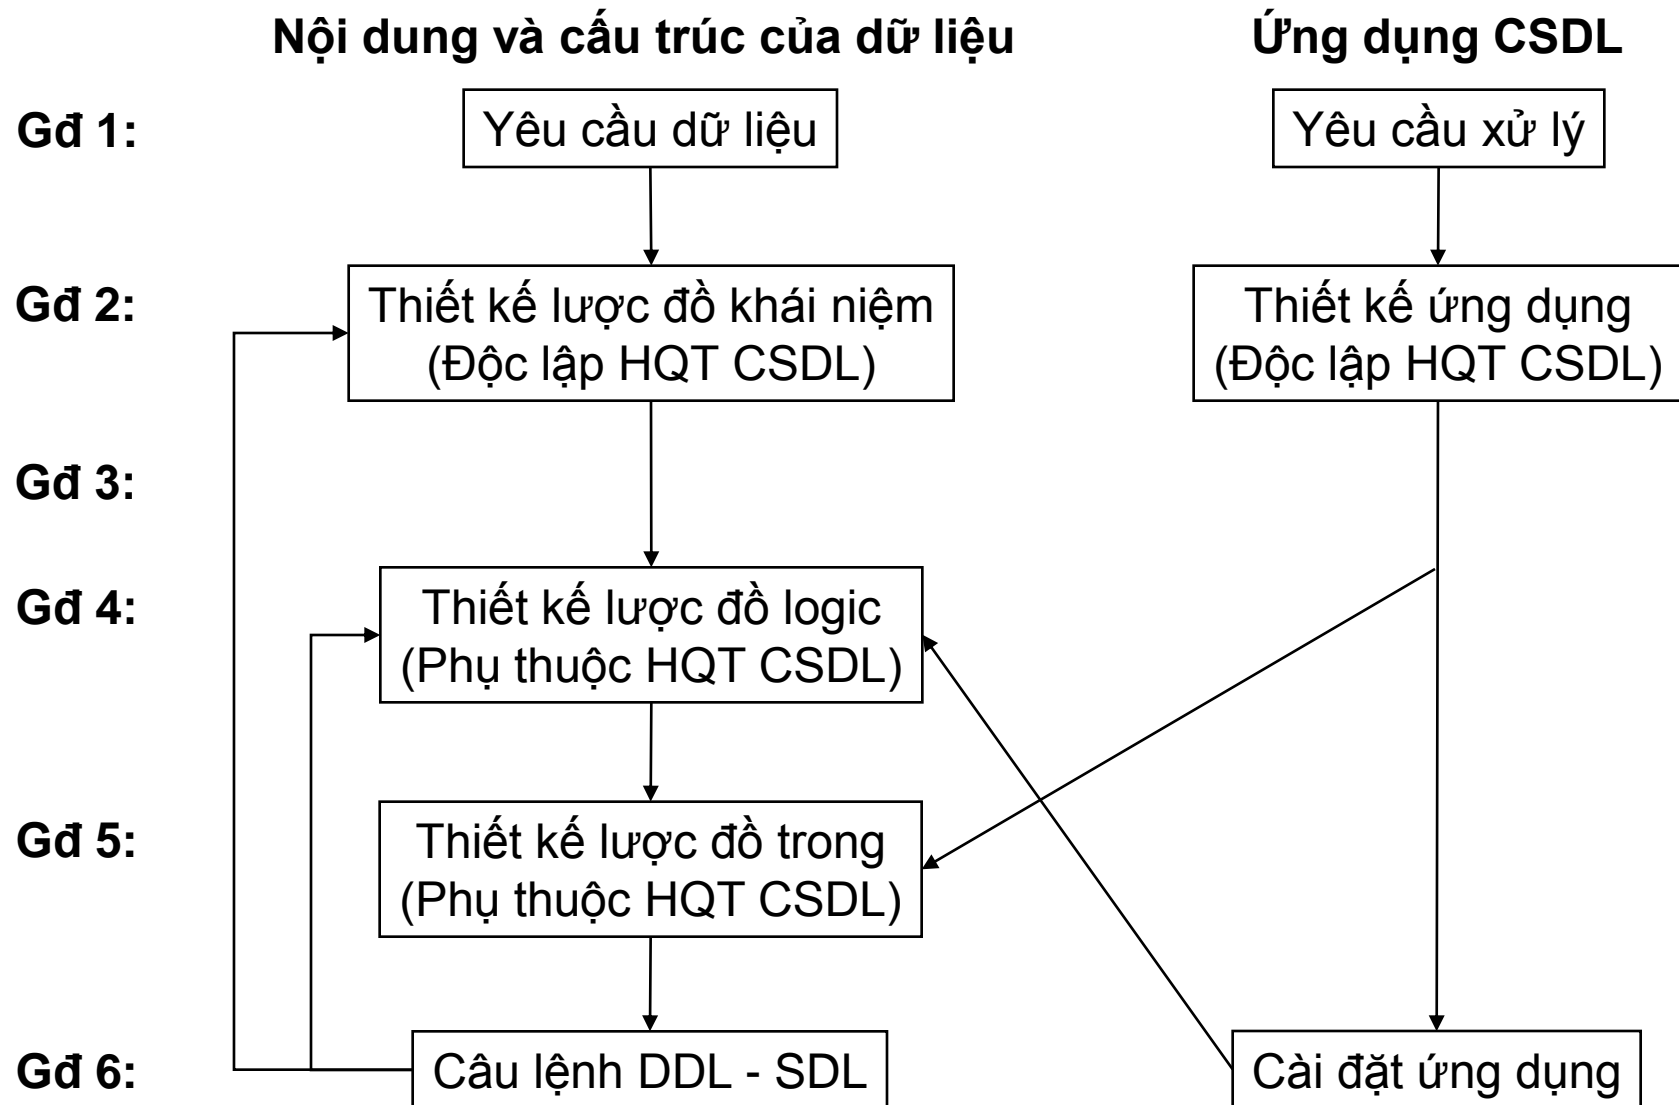 Nội dung và cấu trúc của dữ liệu
Ứng dụng CSDL
Gđ 1:
Yêu cầu dữ liệu
Yêu cầu xử lý
Gđ 2:
Thiết kế lược đồ khái niệm
(Độc lập HQT CSDL)
Thiết kế ứng dụng
(Độc lập HQT CSDL)
Gđ 3:
Gđ 4:
Thiết kế lược đồ logic
(Phụ thuộc HQT CSDL)
Gđ 5:
Thiết kế lược đồ trong
(Phụ thuộc HQT CSDL)
Gđ 6:
Câu lệnh DDL - SDL
Cài đặt ứng dụng